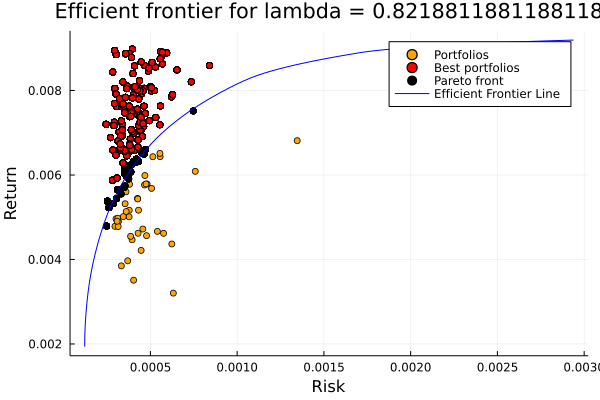 Efficient frontier for lambda = 0.8218811881188118
Portfolios
Best portfolios
Pareto front
Efficient Frontier Line
Return
0.008
0.006
0.004
0.002
0.0005
0.0010
0.0015
0.0020
0.0025
0.0030
Risk